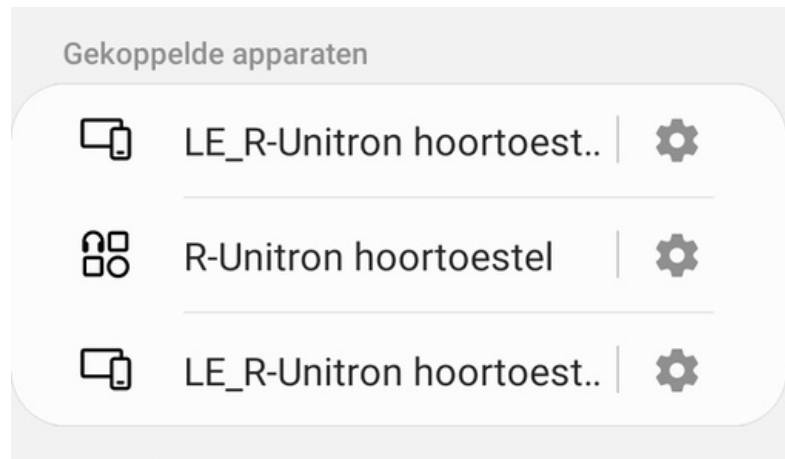 Gekoppelde apparaten
LE_R-Unitron hoortoest..
R-Unitron hoortoestel
LE_R-Unitron hoortoest..